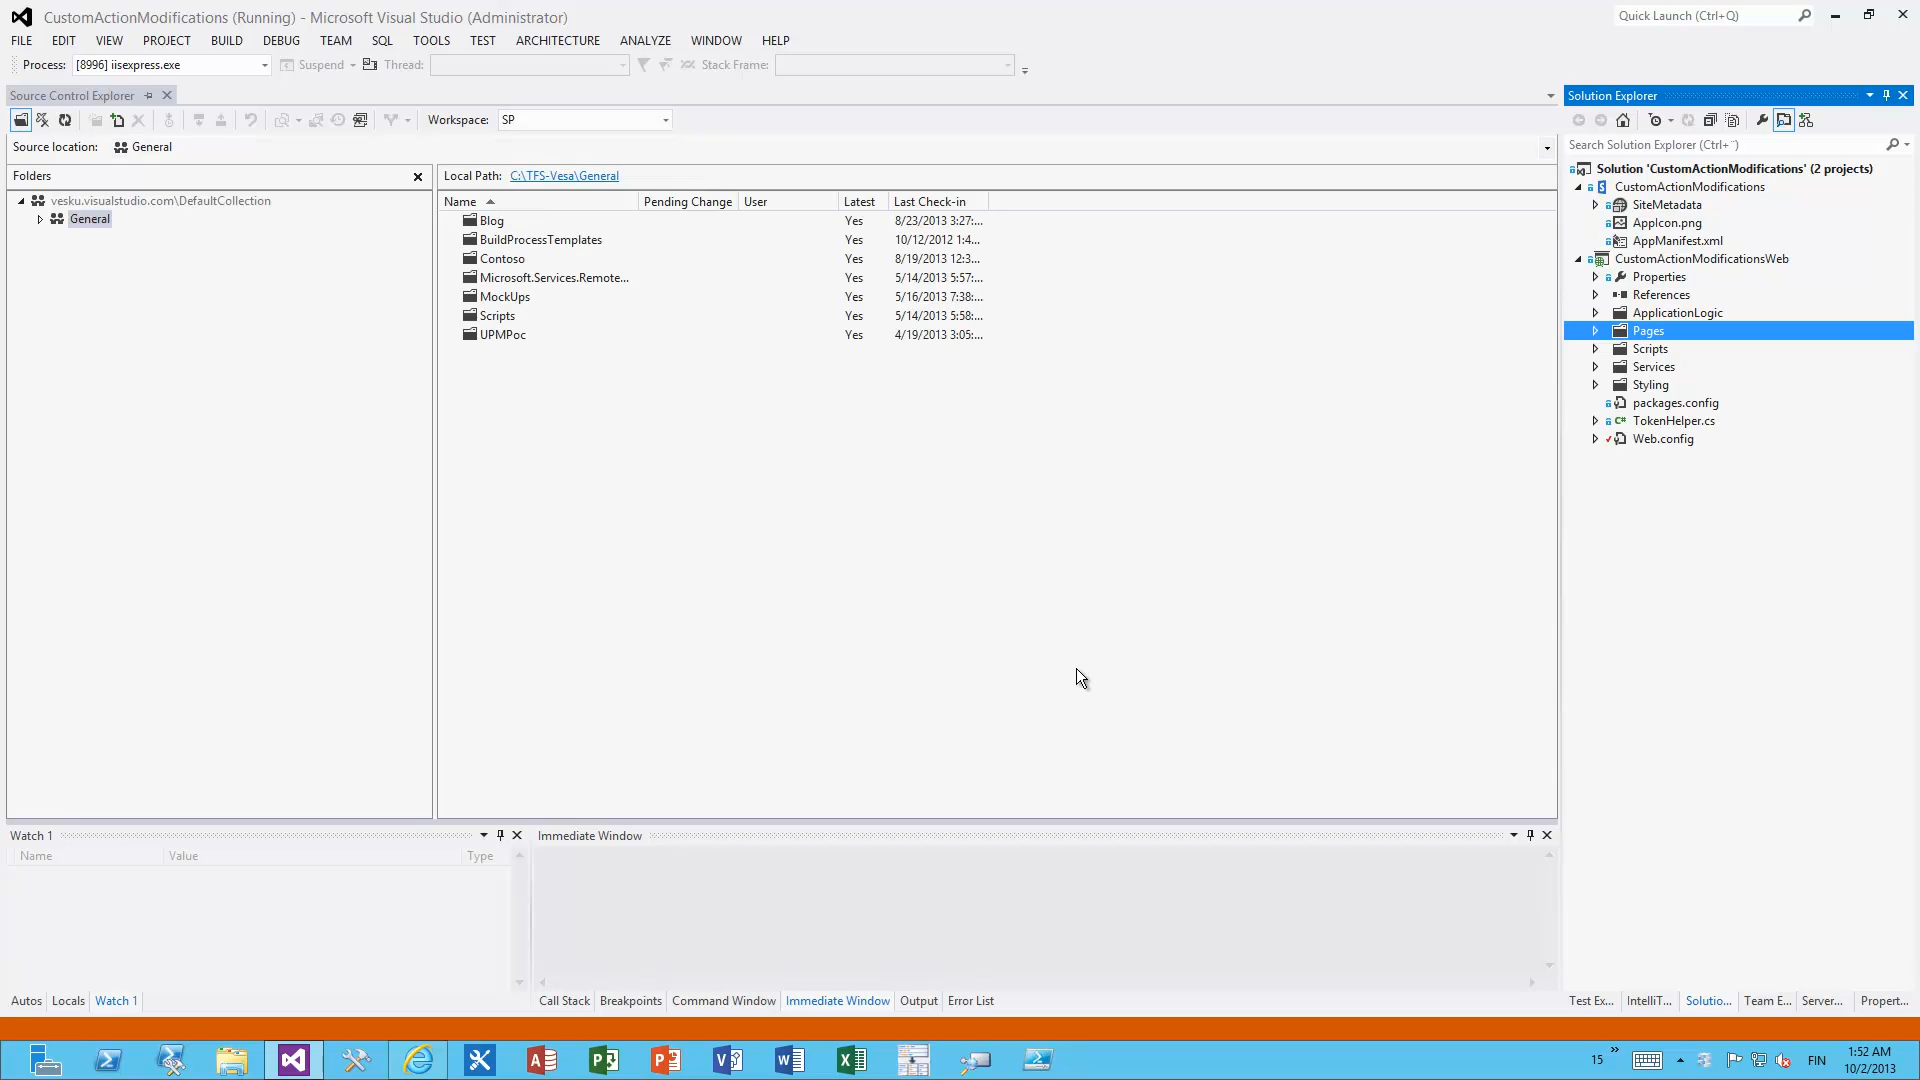 CustomActionModifications (Running) - Microsoft Visual Studio (Administrator)
Quick Launch (Ctrl+Q)
FILE EDIT VIEW PROJECT BUILD DEBUG TEAM SQL TOOLS TEST ARCHITECTURE ANALYZE WINDOW HELP
Process: [8996] iisexpress.exe Suspend Thread: Stack Frame:
Source Control Explorer
Workspace: SP
Source location: General
Folders
vesku.visualstudio.com\DefaultCollection
General
Local Path: C:\TFS-Vesa\General
Name Pending Change User Latest Last Check-in
Blog Yes 8/23/2013 3:27:...
BuildProcessTemplates Yes 10/12/2012 1:4...
Contoso Yes 8/19/2013 12:3...
Microsoft.Services.Remote... Yes 5/14/2013 5:57:...
MockUps Yes 5/16/2013 7:38:...
Scripts Yes 5/14/2013 5:58:...
UPMPoc Yes 4/19/2013 3:05:...
Solution Explorer
Search Solution Explorer (Ctrl+¨)
Solution 'CustomActionModifications' (2 projects)
CustomActionModifications
SiteMetadata
AppIcon.png
AppManifest.xml
CustomActionModificationsWeb
Properties
References
ApplicationLogic
Pages
Scripts
Services
Styling
packages.config
TokenHelper.cs
Web.config
Watch 1
Name Value Type
Immediate Window
Autos Locals Watch 1
Call Stack Breakpoints Command Window Immediate Window Output Error List
Test Ex... IntelliT... Solutio... Team E... Server... Propert...
15 FIN
1:52 AM
10/2/2013